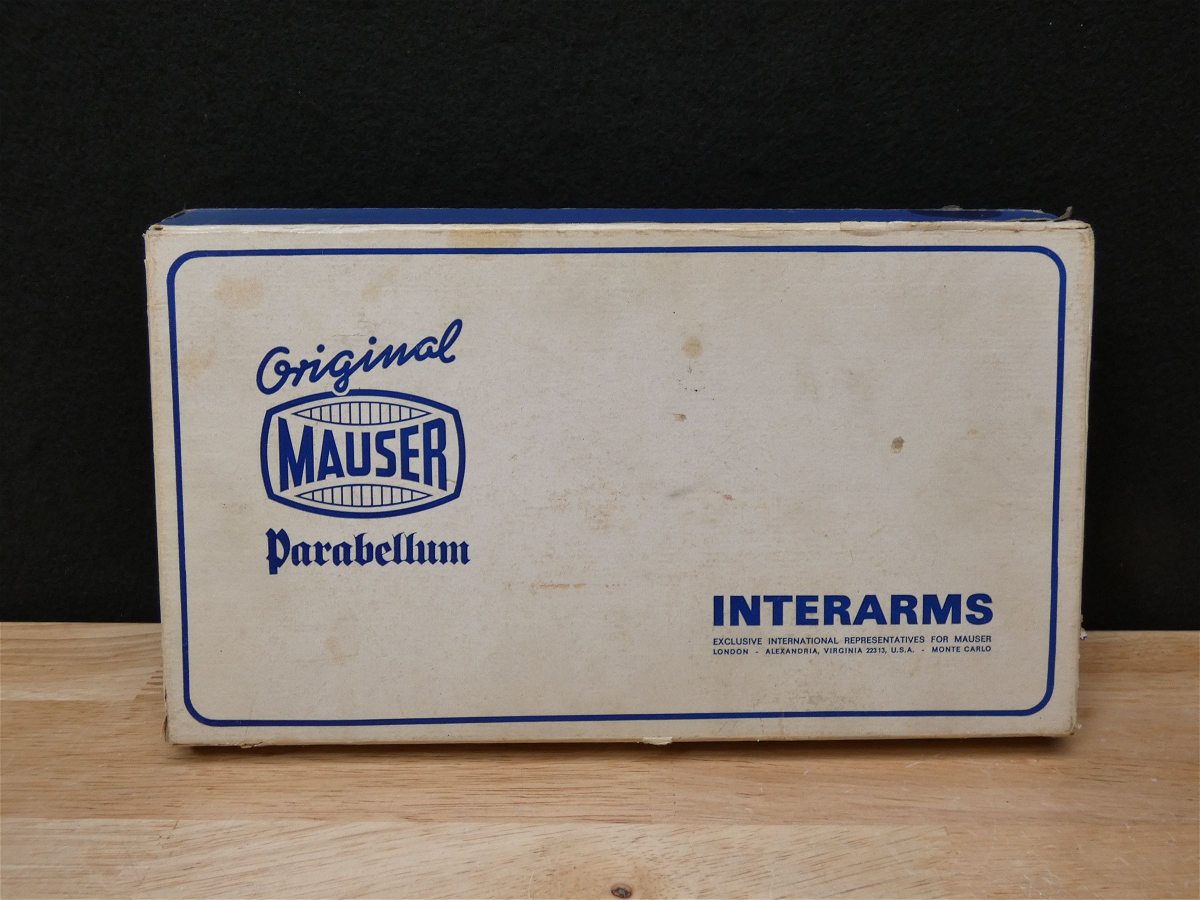 Original
MAUSER
Parabellum
INTERARMS
EXCLUSIVE INTERNATIONAL REPRESENTATIVES FOR MAUSER
LONDON - ALEXANDRIA, VIRGINIA 22313, U.S.A. - MONTE CARLO